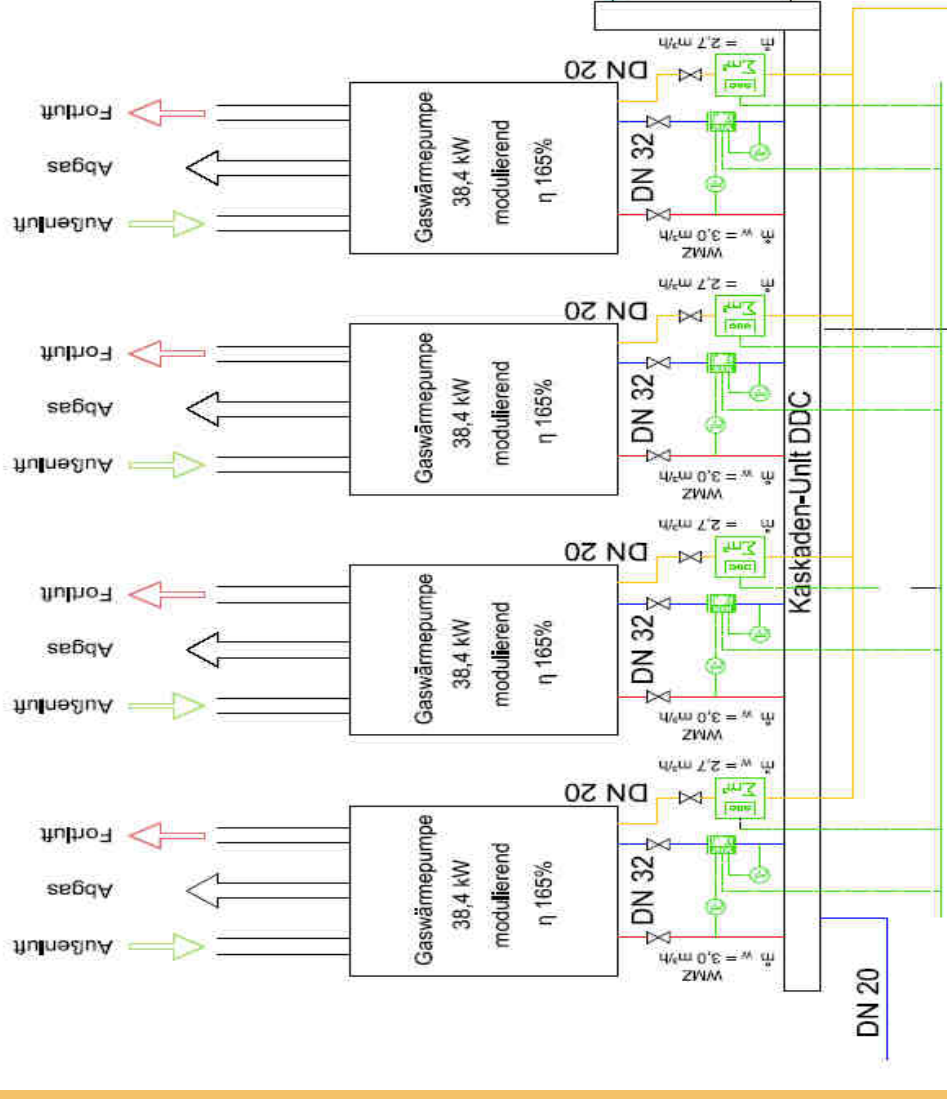 Außenluft
Abgas
Fortluft
Gaswärmepumpe
38,4 kW
modulierend
η 165%
DN 20
DN 32
WMZ
ṁ w = 3,0 m³/h
ṁ w = 2,7 m³/h
Σm³
Außenluft
Abgas
Fortluft
Gaswärmepumpe
38,4 kW
modulierend
η 165%
DN 20
DN 32
WMZ
ṁ w = 3,0 m³/h
ṁ = 2,7 m³/h
Σm³
Außenluft
Abgas
Fortluft
Gaswärmepumpe
38,4 kW
modulierend
η 165%
DN 20
DN 32
WMZ
ṁ w = 3,0 m³/h
ṁ = 2,7 m³/h
Σm³
Außenluft
Abgas
Fortluft
Gaswärmepumpe
38,4 kW
modulierend
η 165%
DN 20
DN 32
WMZ
ṁ w = 3,0 m³/h
ṁ = 2,7 m³/h
Σm³
Kaskaden-Unit DDC
DN 20